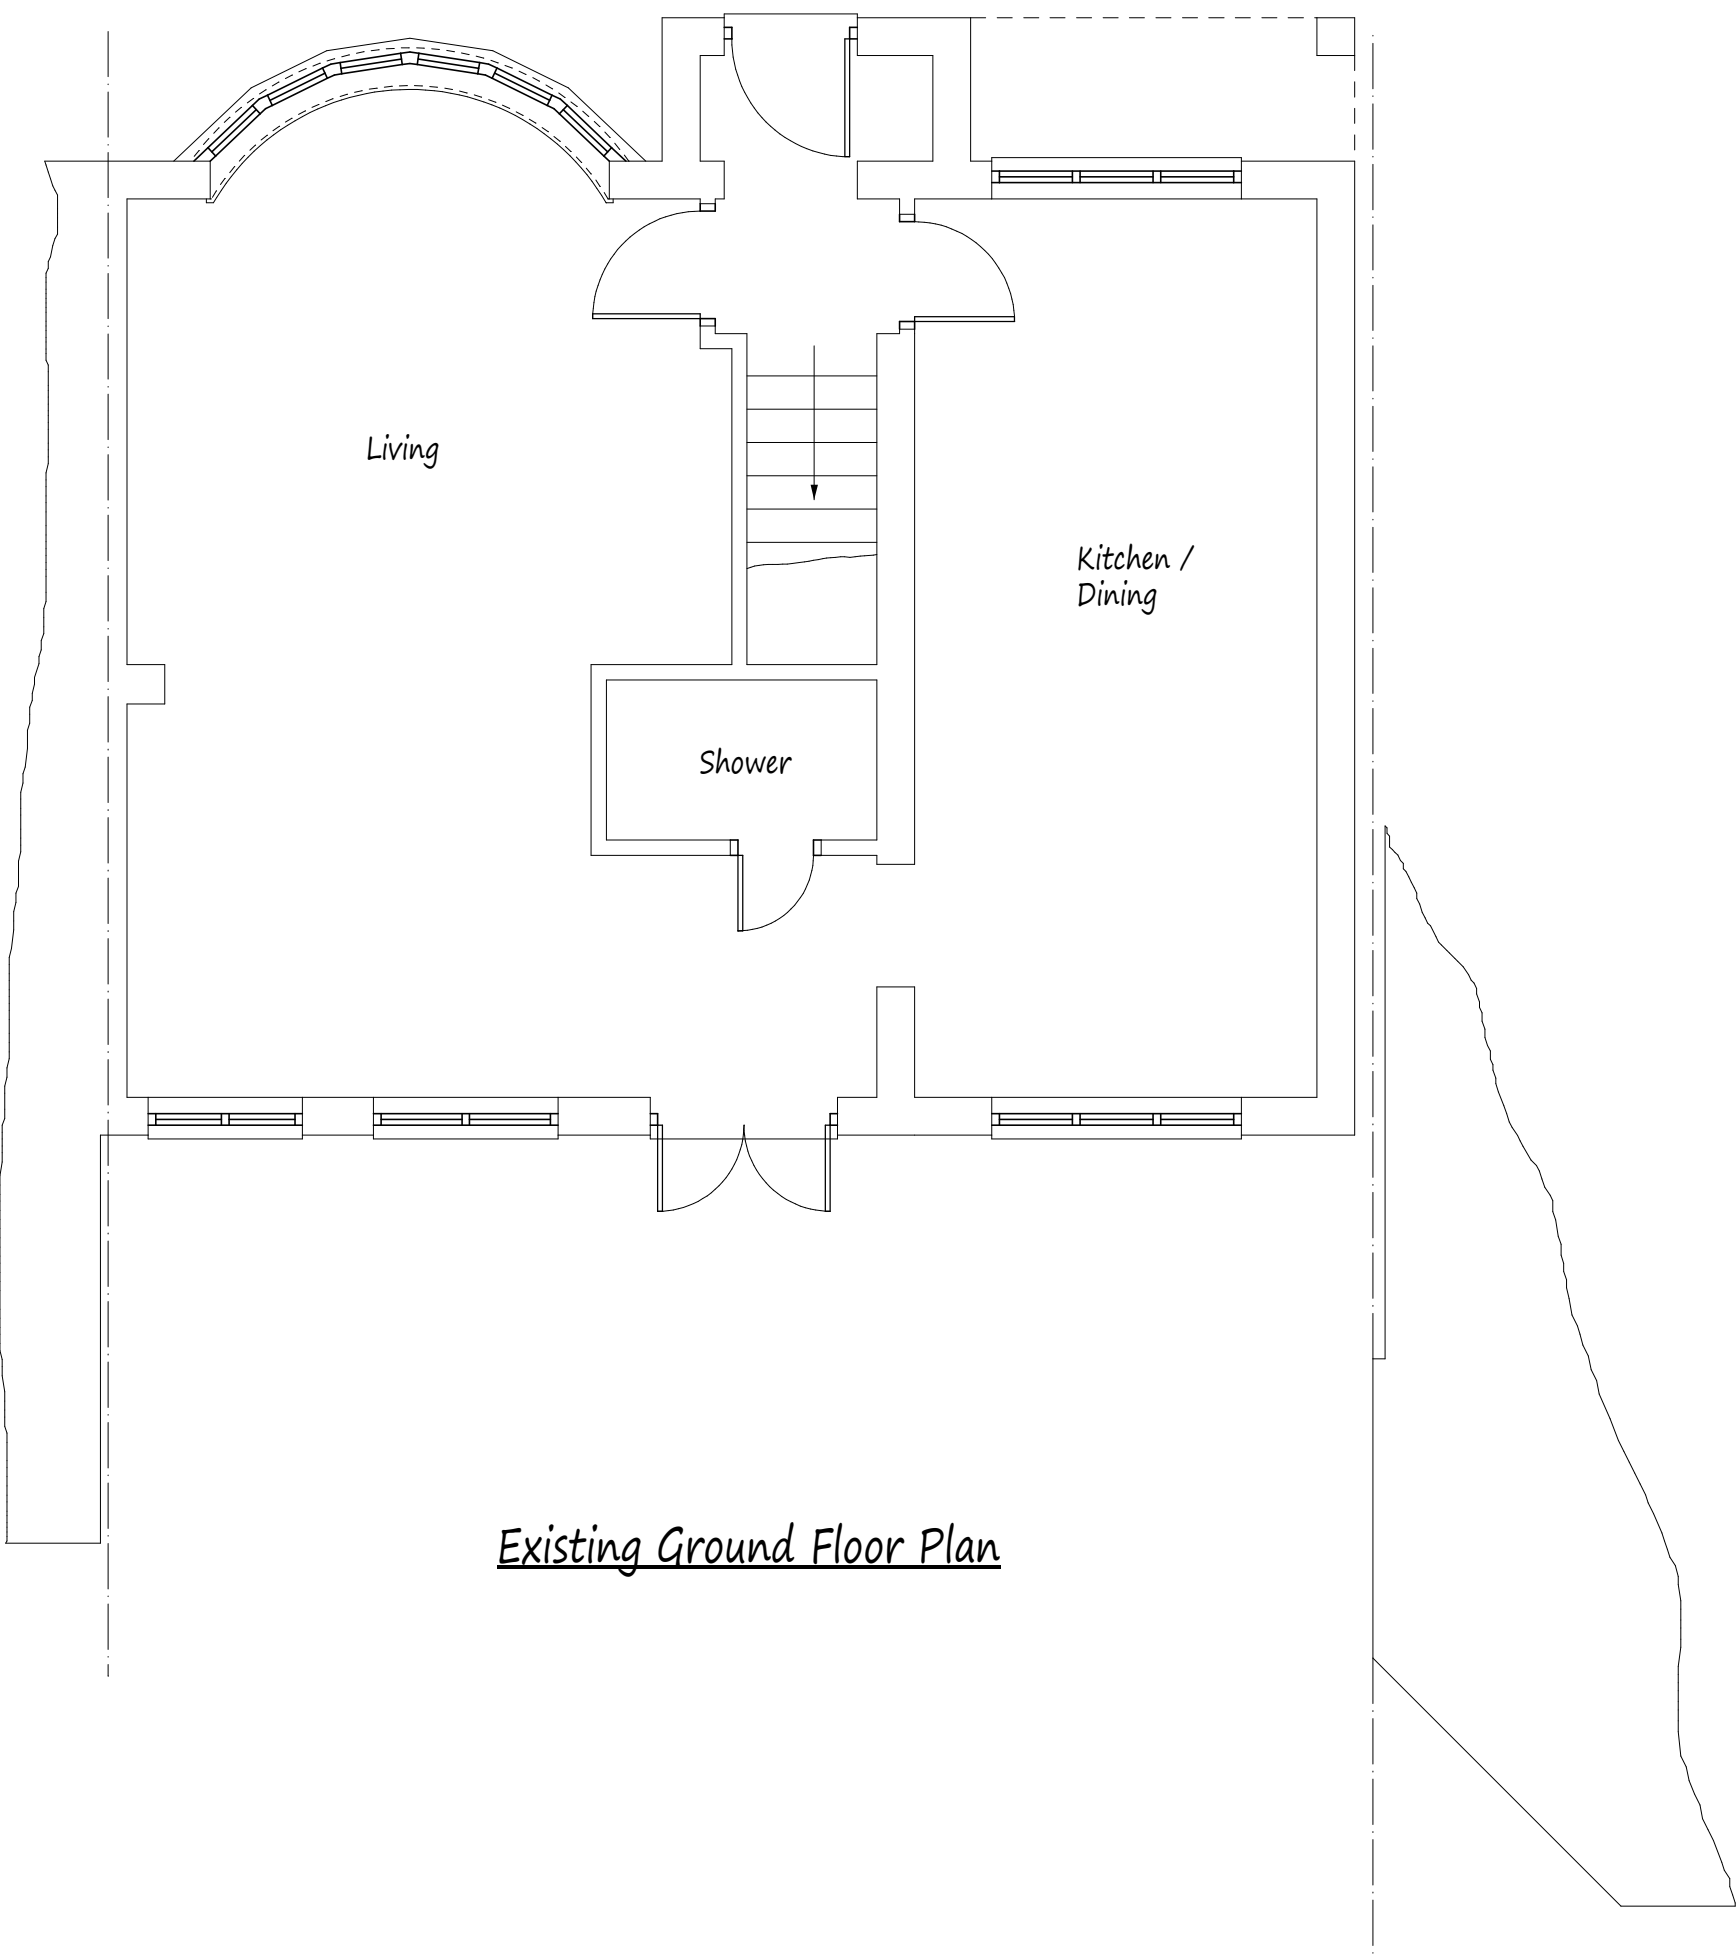 Living
Kitchen /
Dining
Shower
Existing Ground Floor Plan